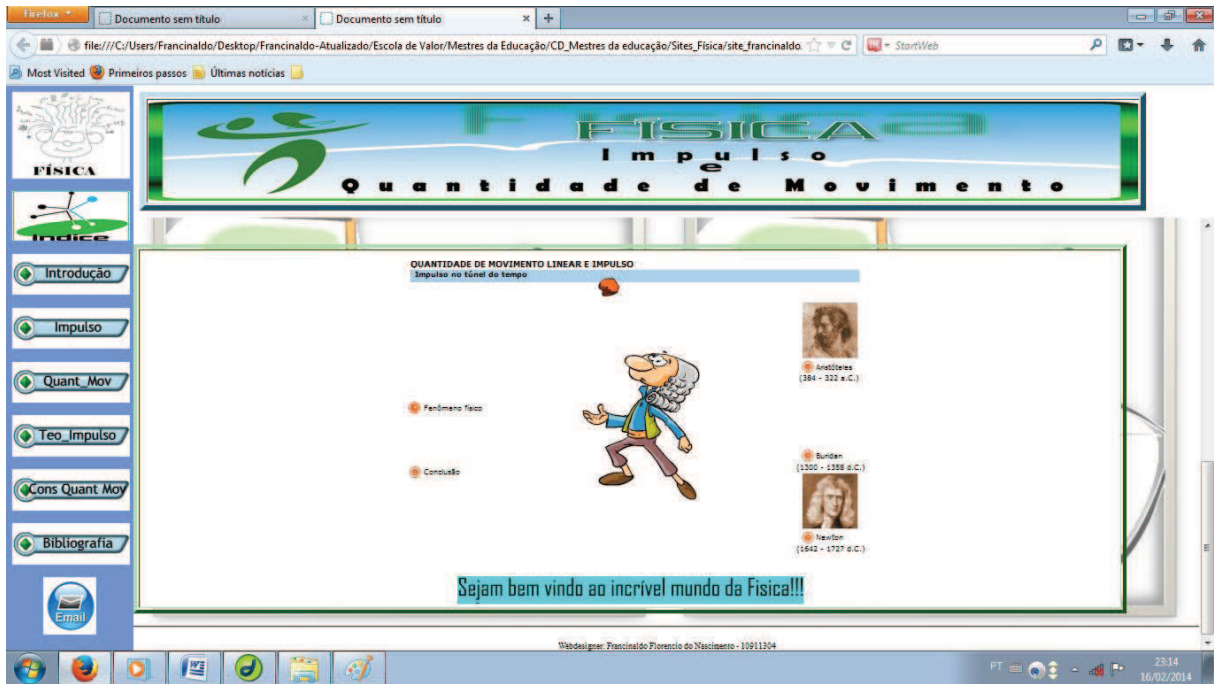 Firefox
Documento sem título
Documento sem título
file:///C:/Users/Francinaldo/Desktop/Francinaldo-Atualizado/Escola de Valor/Mestres da Educação/CD_Mestres da educação/Sites_Física/site_francinaldo.
StartWeb
Most Visited
Primeiros passos
Últimas notícias
FÍSICA
FÍSICA
Impulso
e
Quantidade de Movimento
Indice
Introdução
Impulso
Quant_Mov
Teo_Impulso
Cons Quant Mov
Bibliografia
Email
QUANTIDADE DE MOVIMENTO LINEAR E IMPULSO
Impulso no túnel do tempo
Fenômeno físico
Conclusão
Aristóteles
(384 - 322 a.C.)
Buridan
(1300 - 1358 d.C.)
Newton
(1642 - 1727 d.C.)
Sejam bem vindo ao incrível mundo da Fisica!!!
Webdesigner: Francinaldo Florencio do Nascimento - 10911304
PT
23:14
16/02/2014